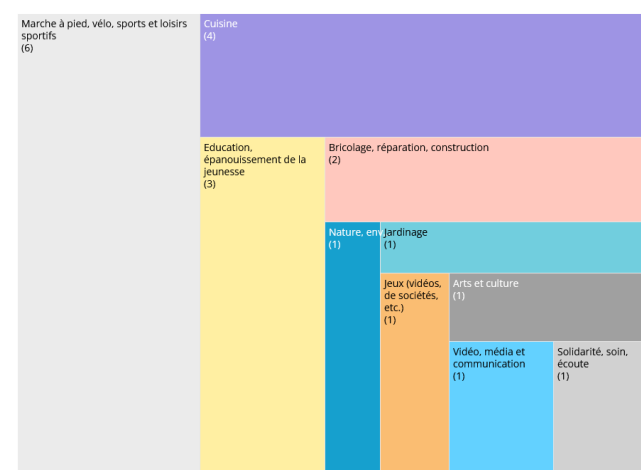 Marche à pied, vélo, sports et loisirs
sportifs
(6)
Cuisine
(4)
Education,
épanouissement de la
jeunesse
(3)
Bricolage, réparation, construction
(2)
Nature, env
(1)
Jardinage
(1)
Jeux (vidéos,
de sociétés,
etc.)
(1)
Arts et culture
(1)
Vidéo, média et
communication
(1)
Solidarité, soin,
écoute
(1)